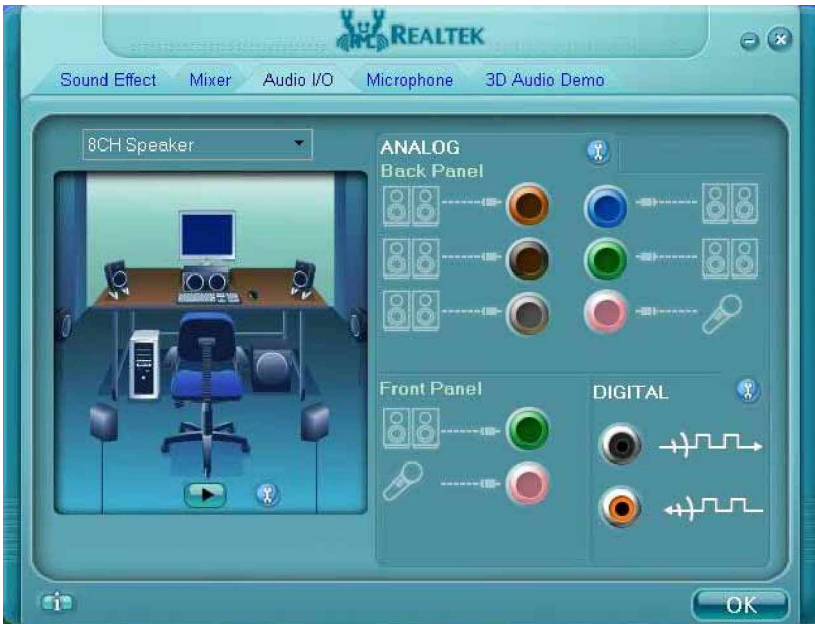 REALTEK
Sound Effect Mixer Audio I/O Microphone 3D Audio Demo
8CH Speaker
ANALOG
Back Panel
Front Panel
DIGITAL
i
OK